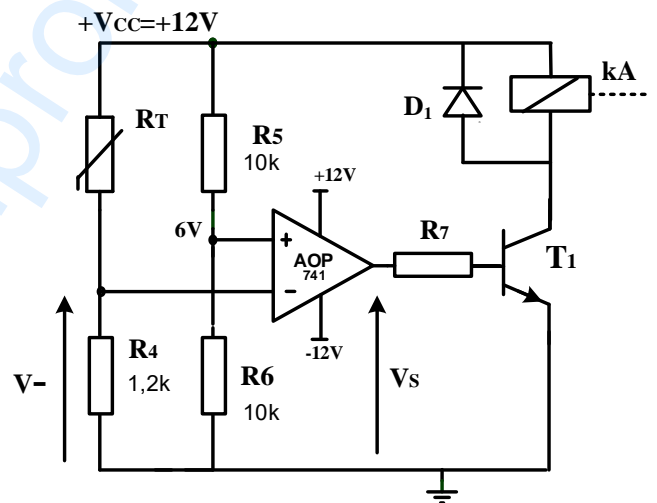 +VCC=+12V
kA
D1
RT
R5
10k
+12V
6V
R7
+
AOP
741
T1
−
-12V
R4
1,2k
R6
10k
V-
VS